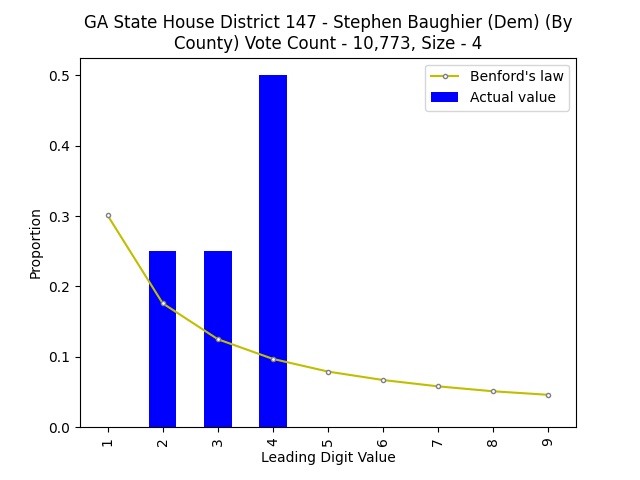 GA State House District 147 - Stephen Baughier (Dem) (By
County) Vote Count - 10,773, Size - 4
Benford's law
Actual value
0.5
0.4
0.3
0.2
0.1
0.0
Proportion
1 2 3 4 5 6 7 8 9
Leading Digit Value